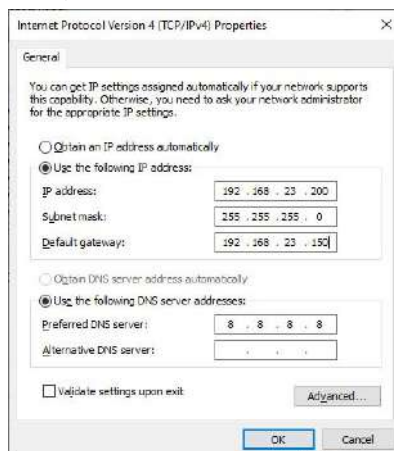 Internet Protocol Version 4 (TCP/IPv4) Properties
General
You can get IP settings assigned automatically if your network supports
this capability. Otherwise, you need to ask your network administrator
for the appropriate IP settings.
Obtain an IP address automatically
Use the following IP address:
IP address: 192 . 168 . 23 . 200
Subnet mask: 255 . 255 . 255 . 0
Default gateway: 192 . 168 . 23 . 150
Obtain DNS server address automatically
Use the following DNS server addresses:
Preferred DNS server: 8 . 8 . 8 . 8
Alternative DNS server: . . .
Validate settings upon exit
Advanced...
OK Cancel